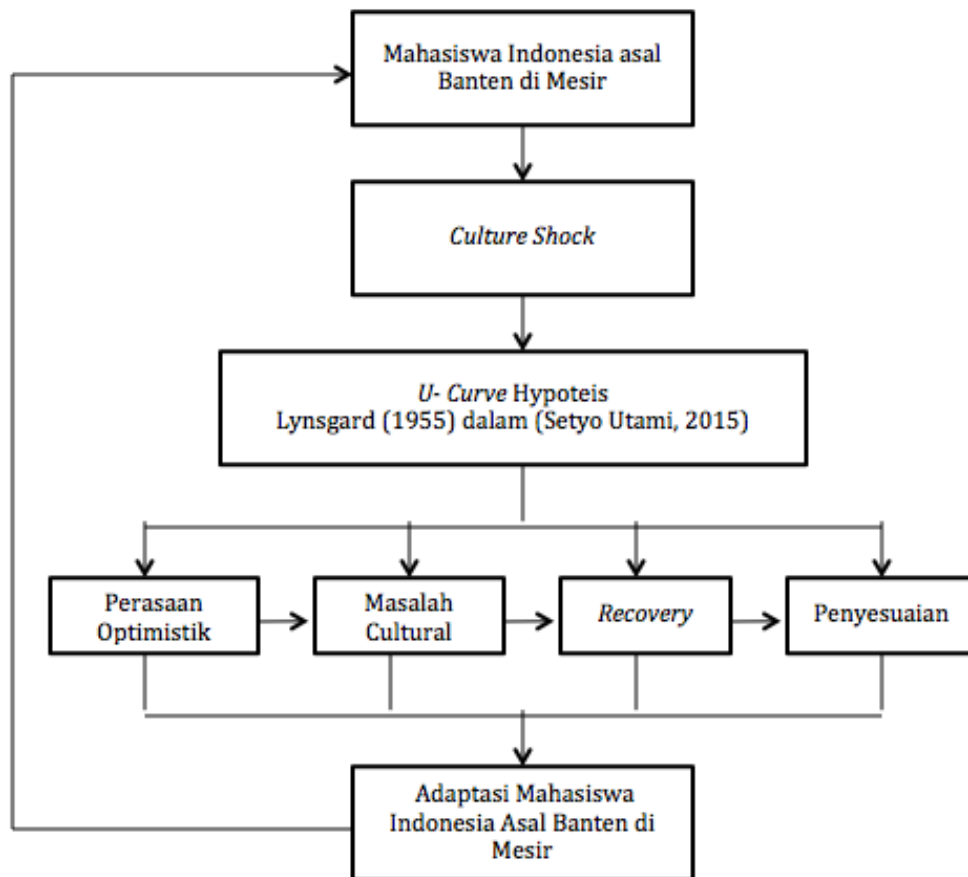 Mahasiswa Indonesia asal
Banten di Mesir
Culture Shock
U- Curve Hypoteis
Lynsgard (1955) dalam (Setyo Utami, 2015)
Perasaan
Optimistik
Masalah
Cultural
Recovery
Penyesuaian
Adaptasi Mahasiswa
Indonesia Asal Banten di
Mesir